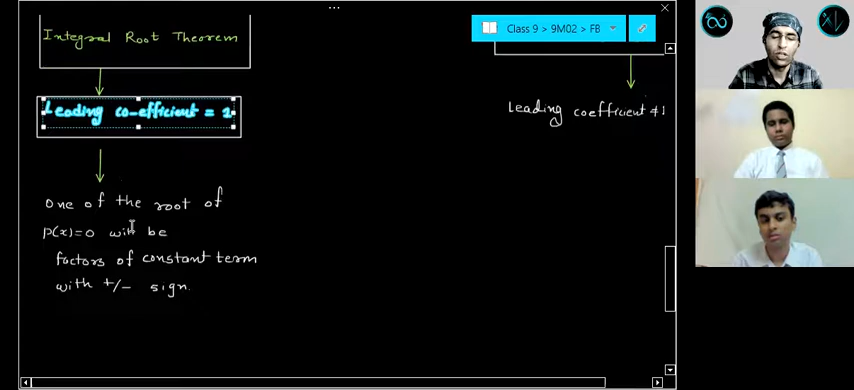 Integral Root Theorem
Class 9 > 9M02 > FB
Leading co-efficient = 1
Leading coefficient ≠1
One of the root of
P(x)=0 will be
factors of constant term
with +/- sign.